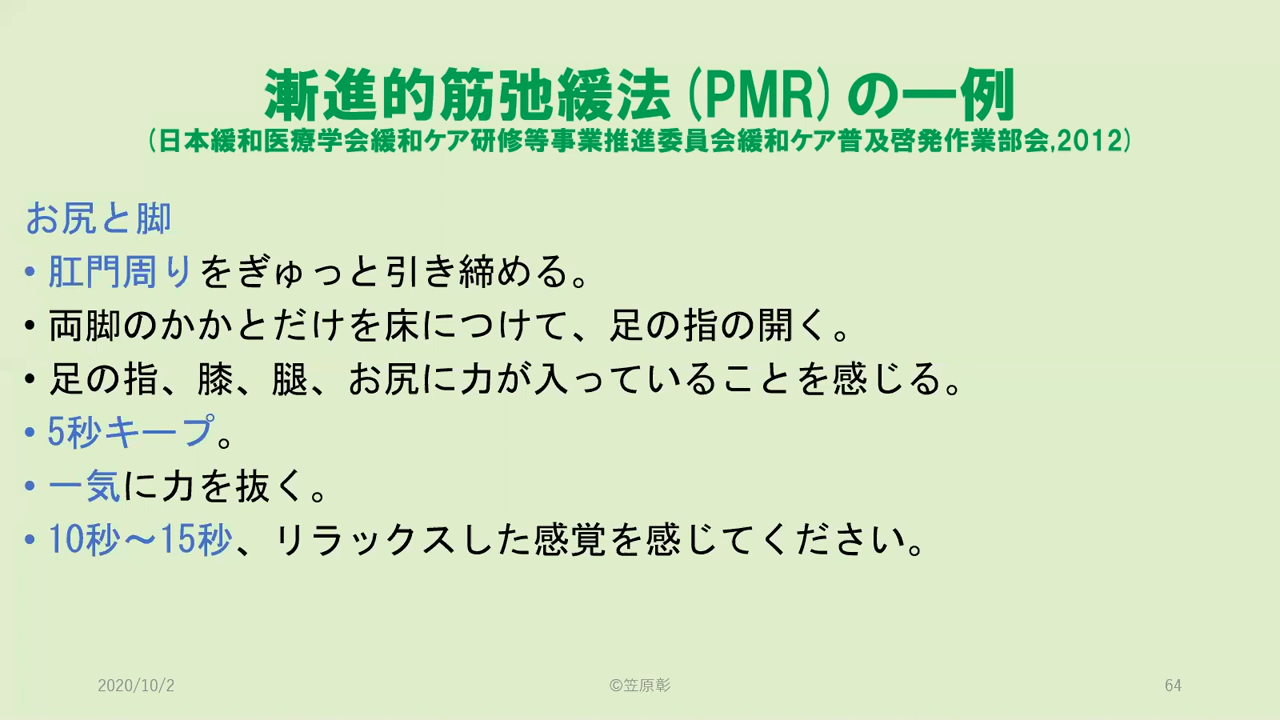 漸進的筋弛緩法(PMR)の一例
(日本緩和医療学会緩和ケア研修等事業推進委員会緩和ケア普及啓発作業部会,2012)
お尻と脚
• 肛門周りをぎゅっと引き締める。
• 両脚のかかとだけを床につけて、足の指の開く。
• 足の指、膝、腿、お尻に力が入っていることを感じる。
• 5秒キープ。
• 一気に力を抜く。
• 10秒～15秒、リラックスした感覚を感じてください。
2020/10/2
©笠原彰
64